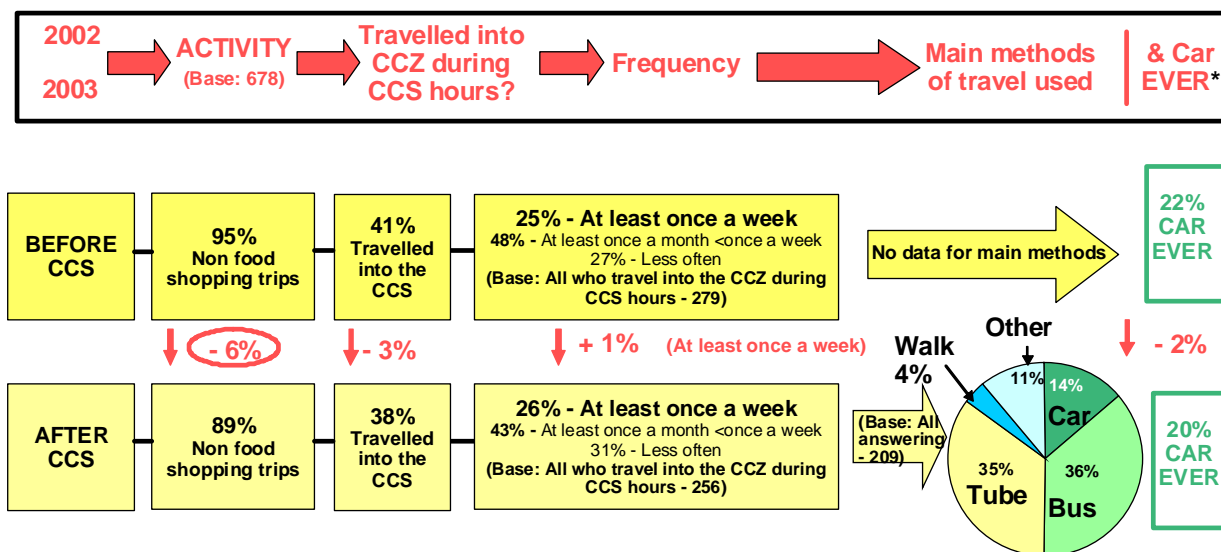 2002
2003
ACTIVITY
(Base: 678)
Travelled into
CCZ during
CCS hours?
Frequency
Main methods
of travel used
& Car
EVER*
BEFORE
CCS
95%
Non food
shopping trips
41%
Travelled
into the
CCS
25% - At least once a week
48% - At least once a month <once a week
27% - Less often
(Base: All who travel into the CCZ during
CCS hours - 279)
No data for main methods
22%
CAR
EVER
- 6%
- 3%
+ 1%
(At least once a week)
- 2%
AFTER
CCS
89%
Non food
shopping trips
38%
Travelled
into the
CCS
26% - At least once a week
43% - At least once a month <once a week
31% - Less often
(Base: All who travel into the CCZ during
CCS hours - 256)
(Base: All
answering
- 209)
Other
Walk
4%
11%
14%
Car
35%
Tube
36%
Bus
20%
CAR
EVER